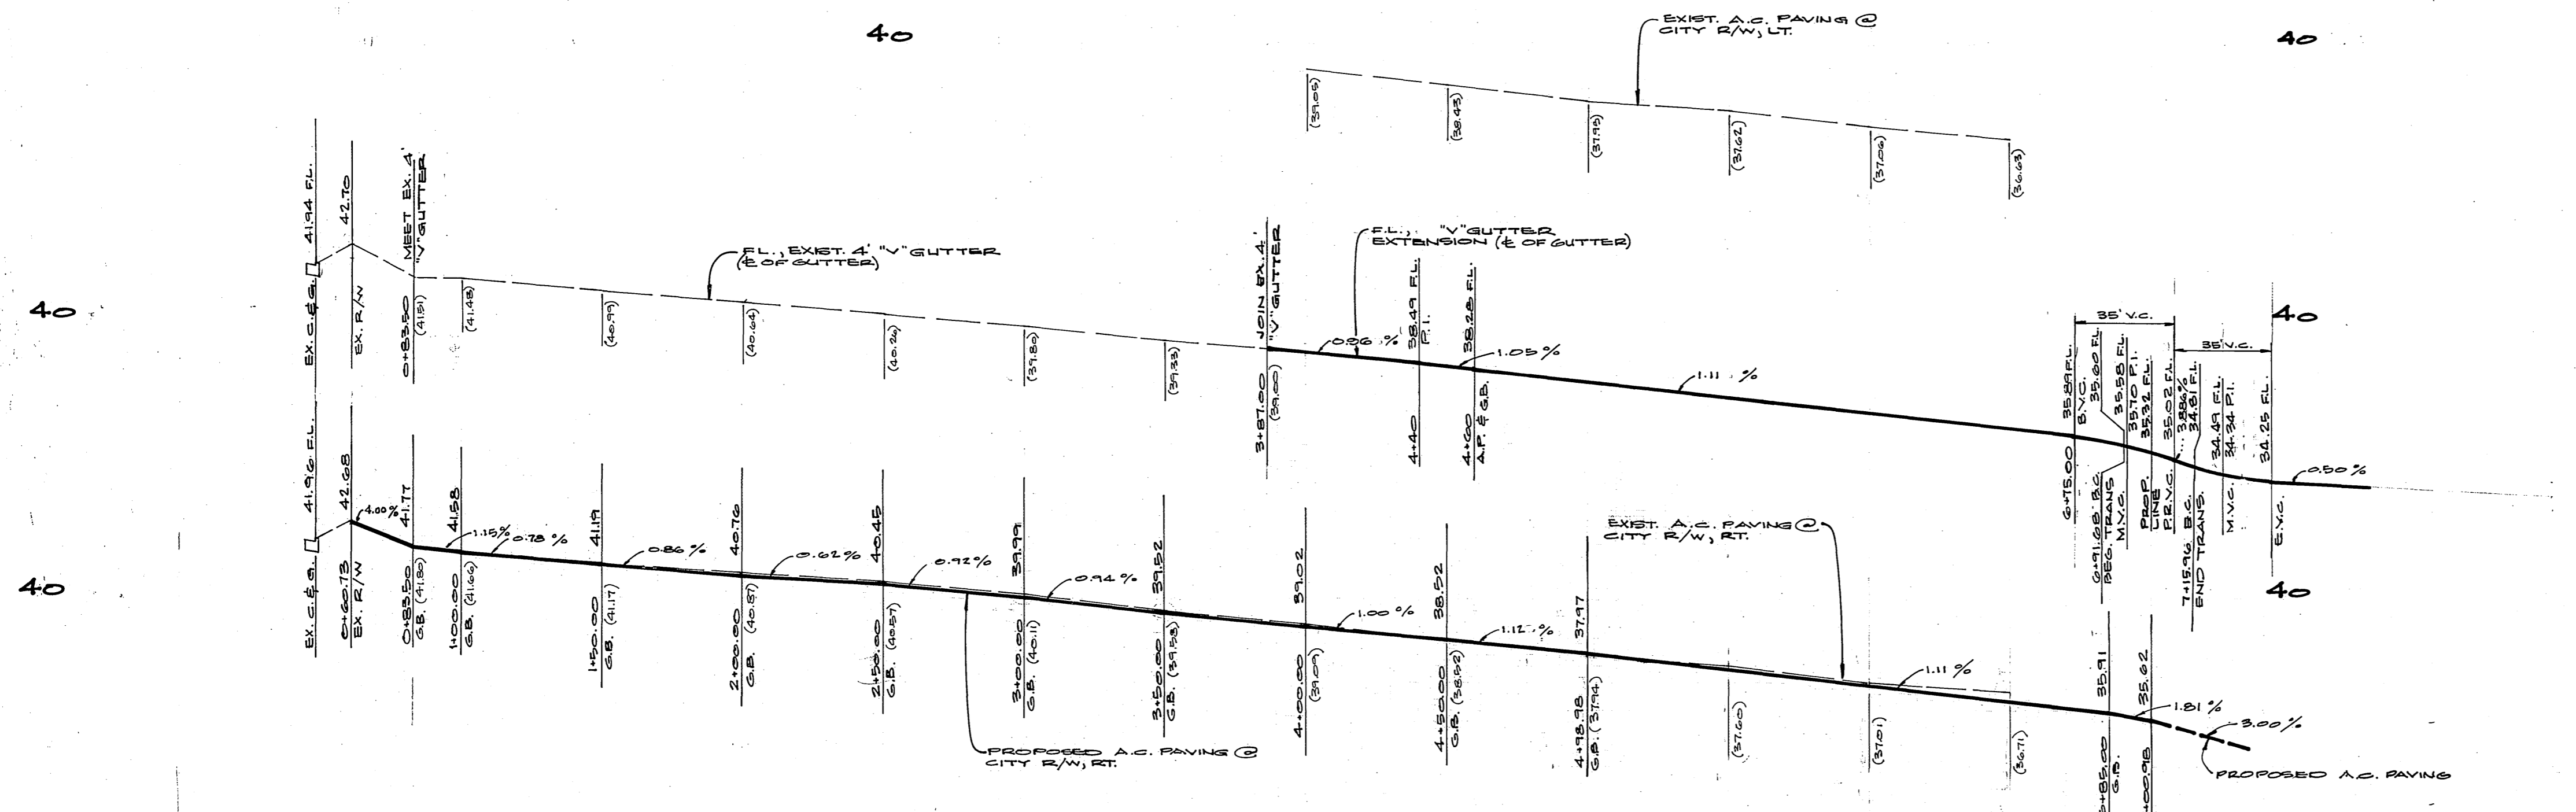 40
40
EXIST. A.C. PAVING @
CITY R/W, LT.
(39.05)
(38.43)
(37.95)
(37.62)
(37.06)
(36.63)
EX. C. & G. 41.94 F.L.
42.70
EX. R/W
MEET EX. 4'
"V" GUTTER
0+83.50
(41.51)
(41.48)
(40.99)
(40.64)
(40.26)
(39.80)
(39.33)
F.L., EXIST. 4' "V" GUTTER
(℄ OF GUTTER)
JOIN EX. 4'
"V" GUTTER
3+87.00
(39.00)
F.L., "V" GUTTER
EXTENSION (℄ OF GUTTER)
0.96 %
4+40 38.49 F.L.
P.I.
4+60 38.28 F.L.
A.P. & G.B.
1.05 %
1.11 %
40
40
35' V.C.
35' V.C.
6+75.00 35.89 F.L.
B.V.C.
6+91.68 B.C. 35.60 F.L.
BEG. TRANS
M.V.C. 35.58 F.L.
35.70 P.I.
PROP. 35.32 F.L.
LINE
P.R.V.C. 35.02 F.L.
3.886%
7+15.96 B.C. 34.81 F.L.
END TRANS.
M.V.C. 34.49 F.L.
34.34 P.I.
34.25 F.L.
E.V.C.
0.50 %
EX. C. & G. 41.96 F.L.
0+60.73 42.68
EX. R/W
4.00%
0+83.50 41.77
G.B. (41.80)
1.15%
1+00.00 41.58
G.B. (41.66)
0.78 %
1+50.00 41.19
G.B. (41.17)
0.86 %
2+00.00 40.76
G.B. (40.87)
0.62 %
2+50.00 40.45
G.B. (40.57)
0.92 %
3+00.00 39.99
G.B. (40.11)
0.94 %
3+50.00 39.52
G.B. (39.58)
4+00.00 39.02
(39.09)
1.00 %
4+50.00 38.52
G.B. (38.52)
1.12 %
4+98.98 37.97
G.B. (37.94)
(37.60)
(37.01)
(36.71)
EXIST. A.C. PAVING @
CITY R/W, RT.
1.11 %
PROPOSED A.C. PAVING @
CITY R/W, RT.
40
40
6+85.00 35.91
G.B.
+00.98 35.62
1.81 %
3.00 %
PROPOSED A.C. PAVING